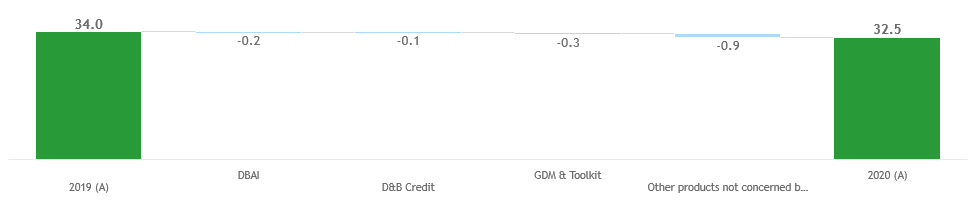 34.0
-0.2
-0.1
-0.3
-0.9
32.5
2019 (A)
DBAI
D&B Credit
GDM & Toolkit
Other products not concerned b...
2020 (A)